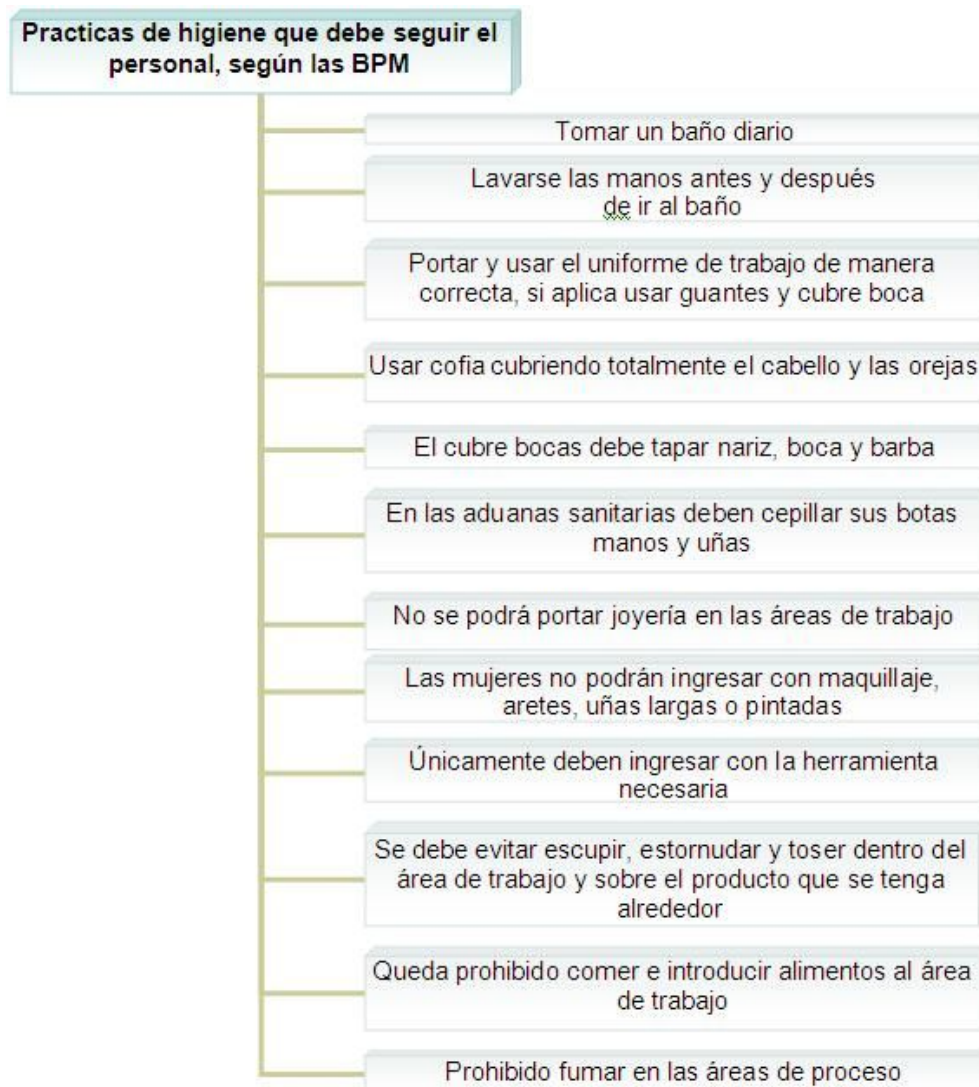 Practicas de higiene que debe seguir el
personal, según las BPM
Tomar un baño diario
Lavarse las manos antes y después
de ir al baño
Portar y usar el uniforme de trabajo de manera
correcta, si aplica usar guantes y cubre boca
Usar cofia cubriendo totalmente el cabello y las orejas
El cubre bocas debe tapar nariz, boca y barba
En las aduanas sanitarias deben cepillar sus botas
manos y uñas
No se podrá portar joyería en las áreas de trabajo
Las mujeres no podrán ingresar con maquillaje,
aretes, uñas largas o pintadas
Únicamente deben ingresar con la herramienta
necesaria
Se debe evitar escupir, estornudar y toser dentro del
área de trabajo y sobre el producto que se tenga
alrededor
Queda prohibido comer e introducir alimentos al área
de trabajo
Prohibido fumar en las áreas de proceso